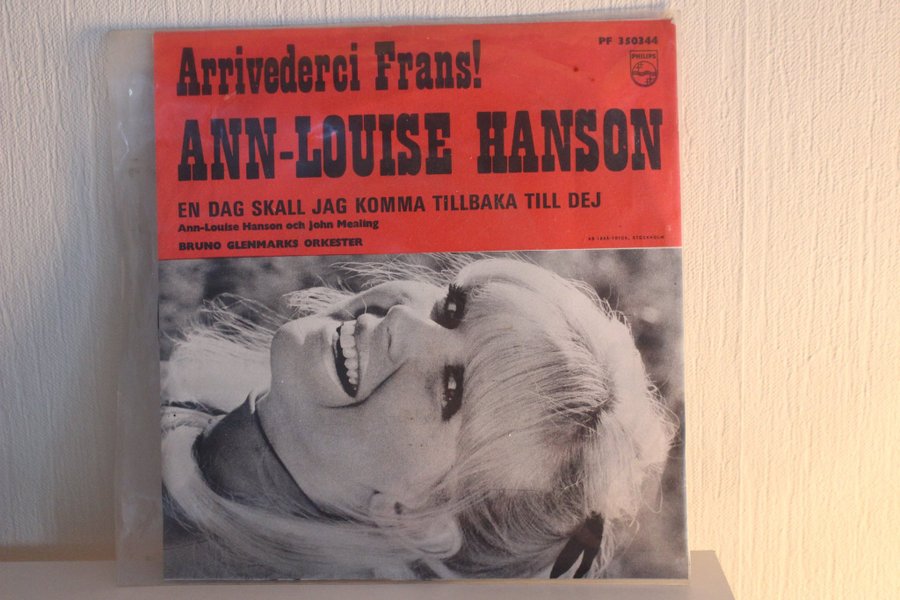 PF 350344
Arrivederci Frans!
PHILIPS
ANN-LOUISE HANSON
EN DAG SKALL JAG KOMMA TILLBAKA TILL DEJ
Ann-Louise Hanson och John Mealing
BRUNO GLENMARKS ORKESTER
STOCKHOLM